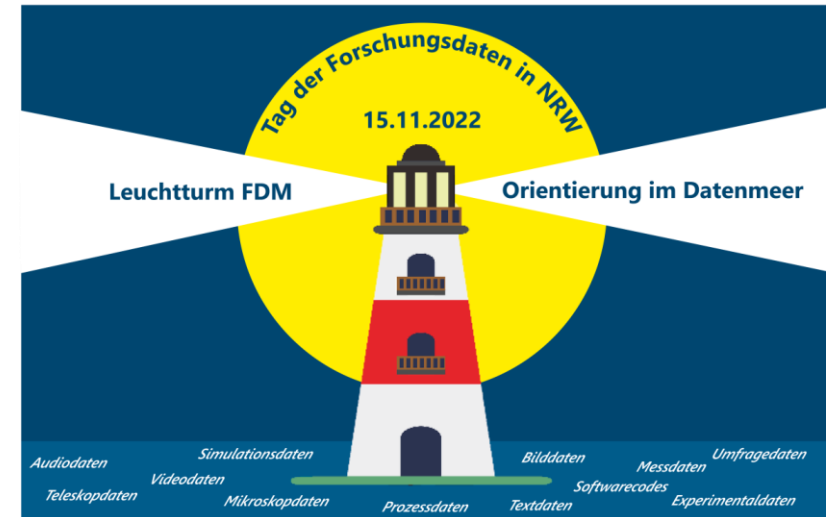 Tag der Forschungsdaten in NRW
15.11.2022
Leuchtturm FDM
Orientierung im Datenmeer
Audiodaten
Simulationsdaten
Bilddaten
Umfragedaten
Messdaten
Videodaten
Softwarecodes
Teleskopdaten
Mikroskopdaten
Prozessdaten
Textdaten
Experimentaldaten